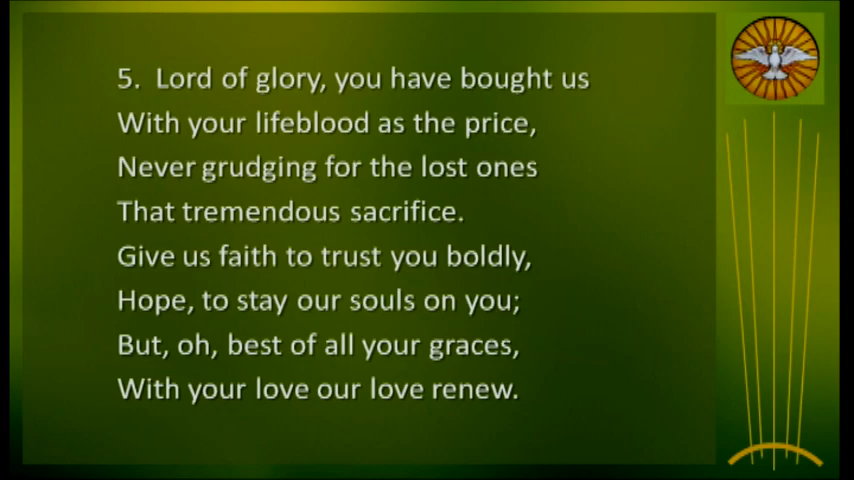 5. Lord of glory, you have bought us
With your lifeblood as the price,
Never grudging for the lost ones
That tremendous sacrifice.
Give us faith to trust you boldly,
Hope, to stay our souls on you;
But, oh, best of all your graces,
With your love our love renew.